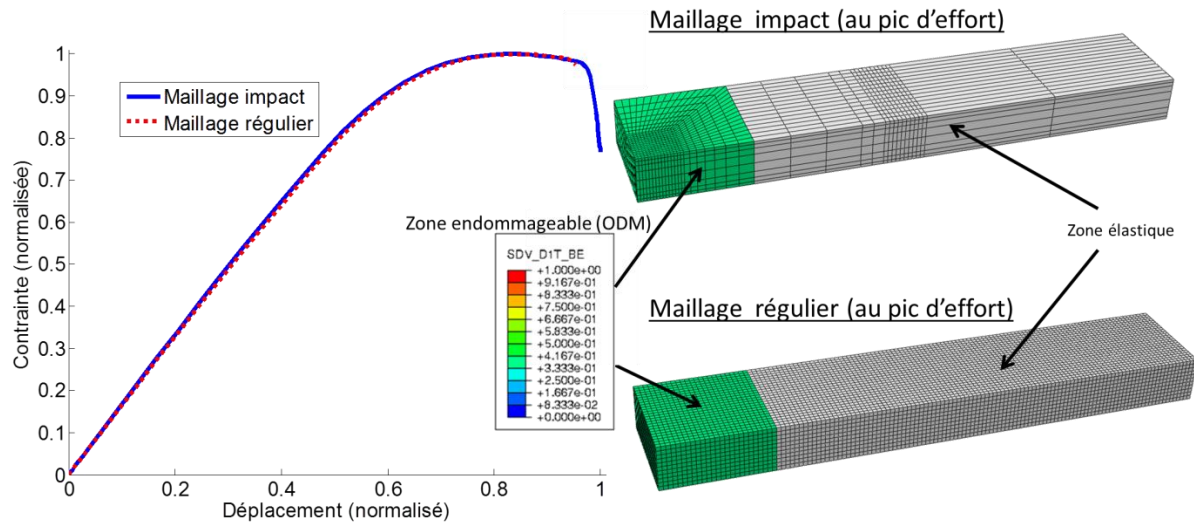 Maillage impact (au pic d'effort)
Maillage impact
Maillage régulier
Contrainte (normalisée)
1
0.9
0.8
0.7
0.6
0.5
0.4
0.3
0.2
0.1
0
0
0.2
0.4
0.6
0.8
1
Déplacement (normalisé)
Zone endommageable (ODM)
SDV_D1T_BE
+1.000e+00
+9.167e-01
+8.333e-01
+7.500e-01
+6.667e-01
+5.833e-01
+5.000e-01
+4.167e-01
+3.333e-01
+2.500e-01
+1.667e-01
+8.333e-02
+0.000e+00
Zone élastique
Maillage régulier (au pic d'effort)